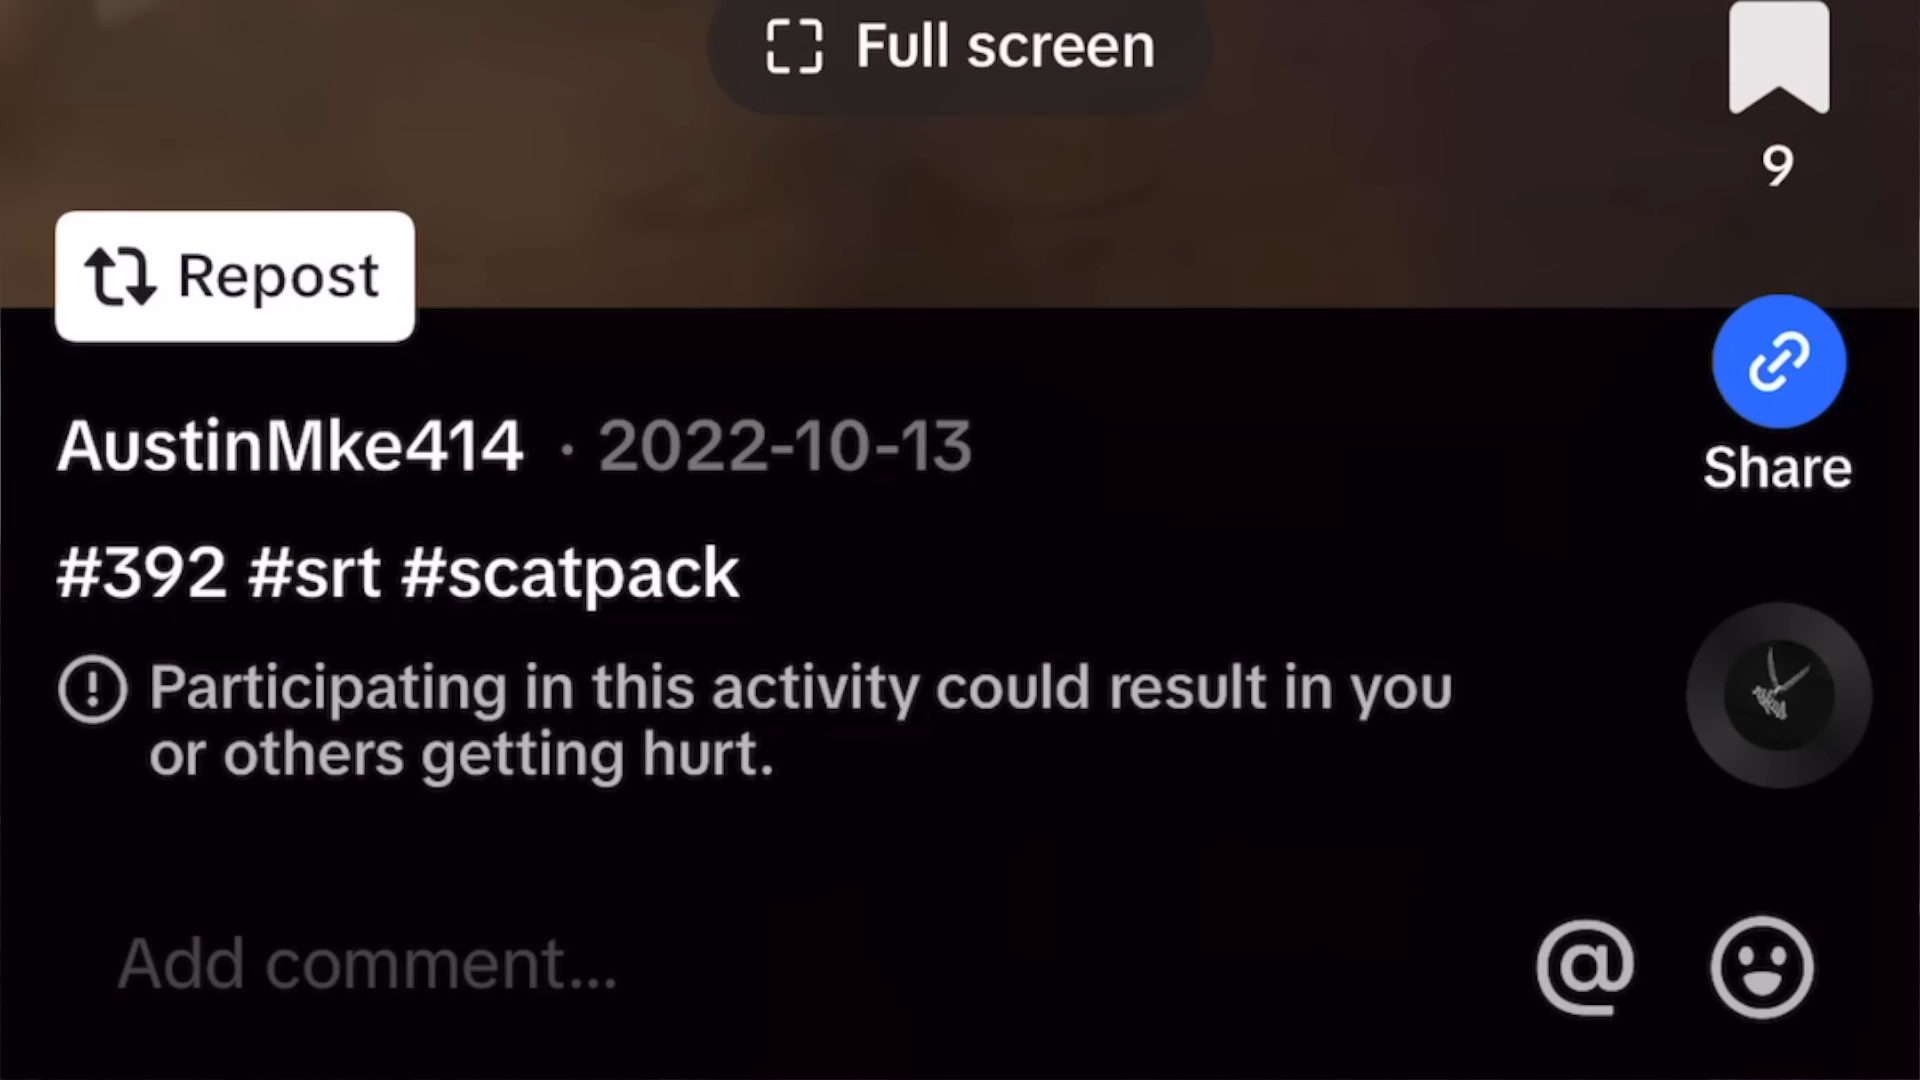 Full screen
9
Repost
AustinMke414 · 2022-10-13
Share
#392 #srt #scatpack
Participating in this activity could result in you
or others getting hurt.
Add comment...